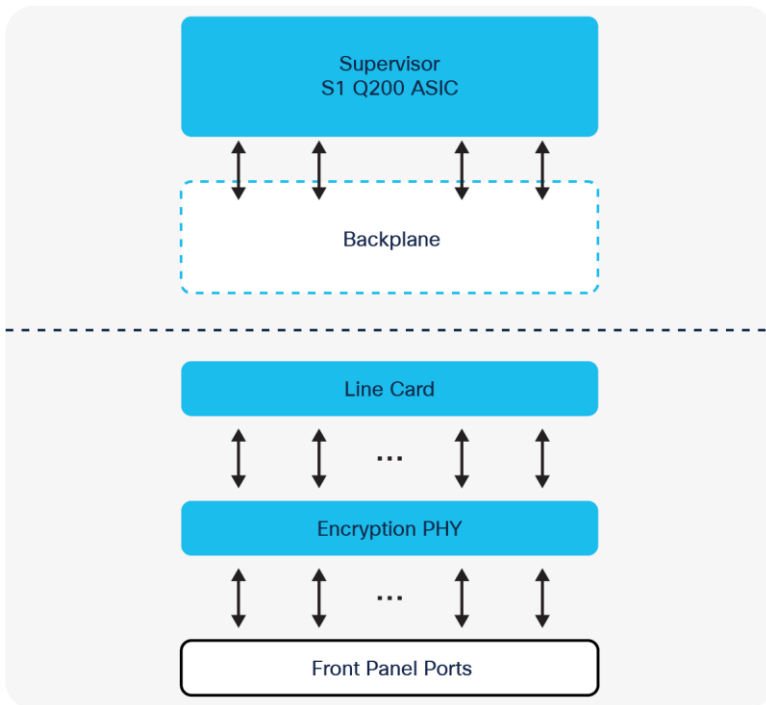 Supervisor
S1 Q200 ASIC
Backplane
Line Card
...
Encryption PHY
...
Front Panel Ports